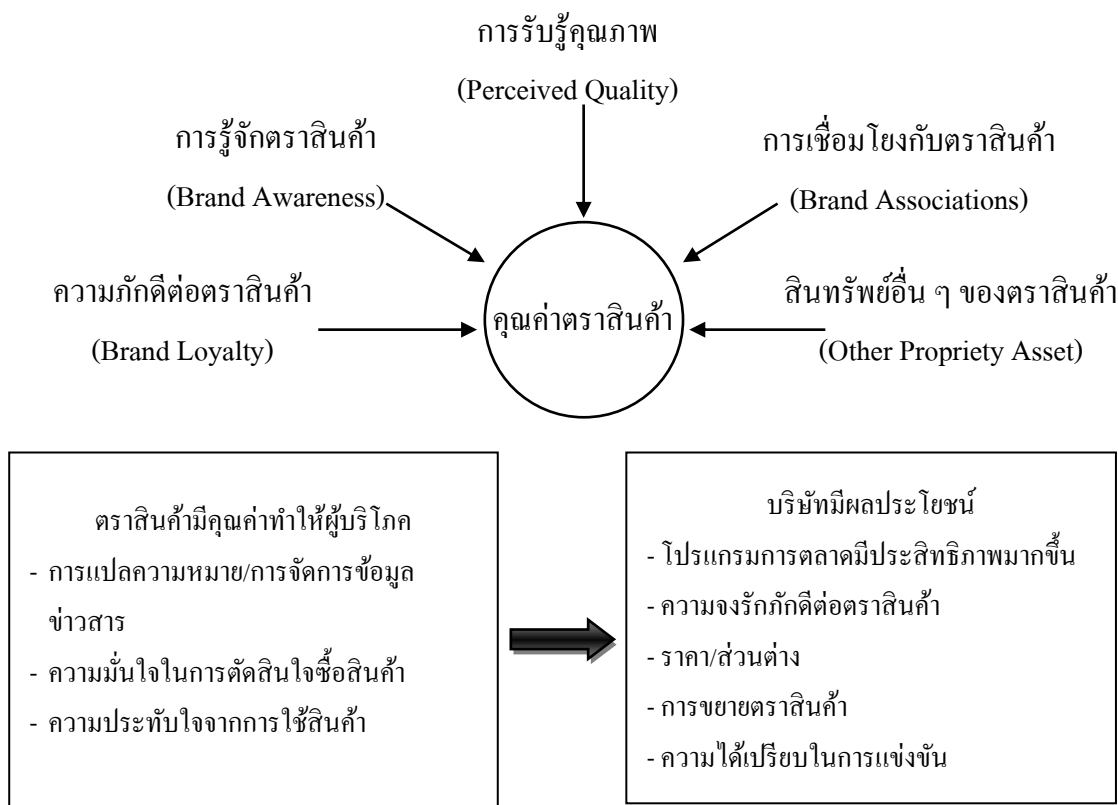 การรับรู้คุณภาพ
(Perceived Quality)
การรู้จักตราสินค้า
(Brand Awareness)
การเชื่อมโยงกับตราสินค้า
(Brand Associations)
ความภักดีต่อตราสินค้า
(Brand Loyalty)
คุณค่าตราสินค้า
สินทรัพย์อื่น ๆ ของตราสินค้า
(Other Propriety Asset)
ตราสินค้ามีคุณค่าทำให้ผู้บริโภค
- การแปลความหมาย/การจัดการข้อมูล
ข่าวสาร
- ความมั่นใจในการตัดสินใจซื้อสินค้า
- ความประทับใจจากการใช้สินค้า
บริษัทมีผลประโยชน์
- โปรแกรมการตลาดมีประสิทธิภาพมากขึ้น
- ความจงรักภักดีต่อตราสินค้า
- ราคา/ส่วนต่าง
- การขยายตราสินค้า
- ความได้เปรียบในการแข่งขัน